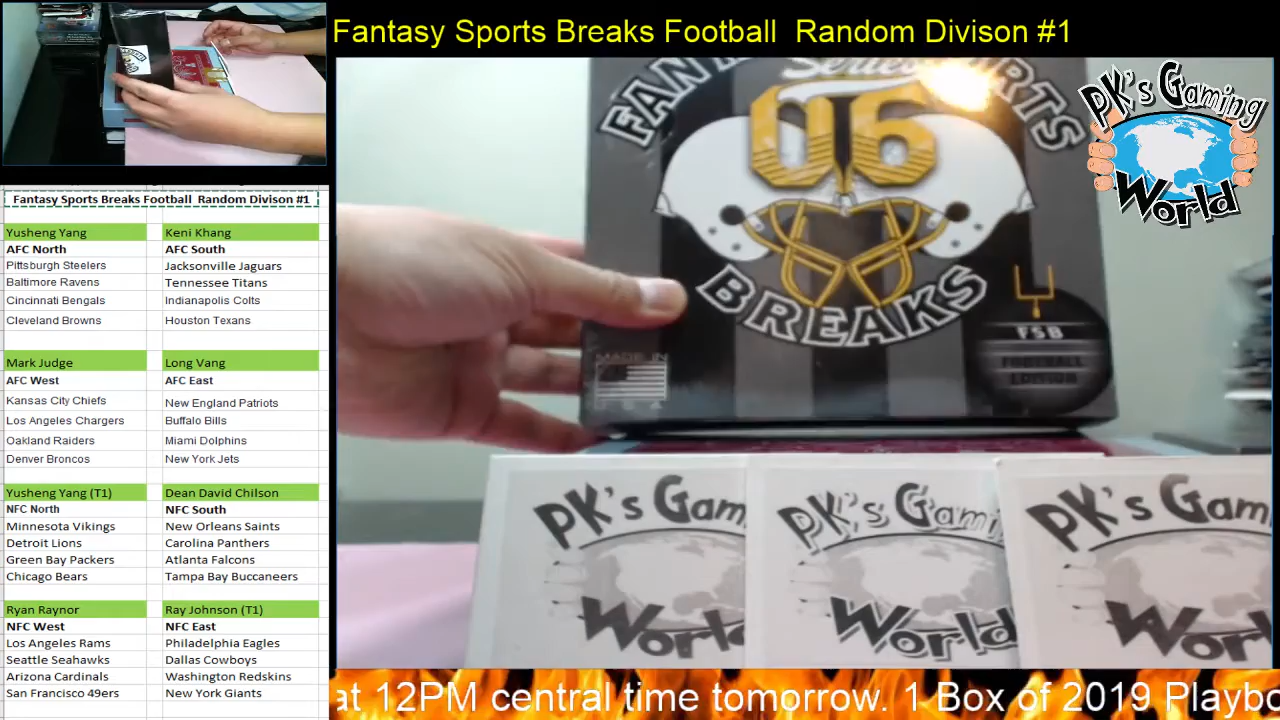 Fantasy Sports Breaks Football Random Divison #1
Fantasy Sports Breaks Football Random Divison #1
Yusheng Yang Keni Khang
AFC North AFC South
Pittsburgh Steelers Jacksonville Jaguars
Baltimore Ravens Tennessee Titans
Cincinnati Bengals Indianapolis Colts
Cleveland Browns Houston Texans
Mark Judge Long Vang
AFC West AFC East
Kansas City Chiefs New England Patriots
Los Angeles Chargers Buffalo Bills
Oakland Raiders Miami Dolphins
Denver Broncos New York Jets
Yusheng Yang (T1) Dean David Chilson
NFC North NFC South
Minnesota Vikings New Orleans Saints
Detroit Lions Carolina Panthers
Green Bay Packers Atlanta Falcons
Chicago Bears Tampa Bay Buccaneers
Ryan Raynor Ray Johnson (T1)
NFC West NFC East
Los Angeles Rams Philadelphia Eagles
Seattle Seahawks Dallas Cowboys
Arizona Cardinals Washington Redskins
San Francisco 49ers New York Giants
Series
06
BREAKS
MADE IN
FSB
FOOTBALL
EDITION
PK's Gaming
World
PK's Gam
World
PK's Gami
World
PK's Gam
World
at 12PM central time tomorrow. 1 Box of 2019 Playbo